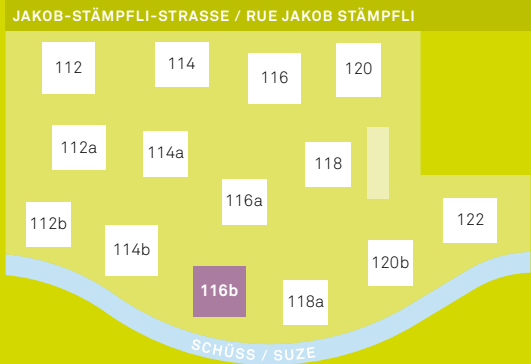 JAKOB-STÄMPFLI-STRASSE / RUE JAKOB STÄMPFLI
112
114
116
120
112a
114a
118
116a
112b
114b
122
120b
116b
118a
SCHÜSS / SUZE